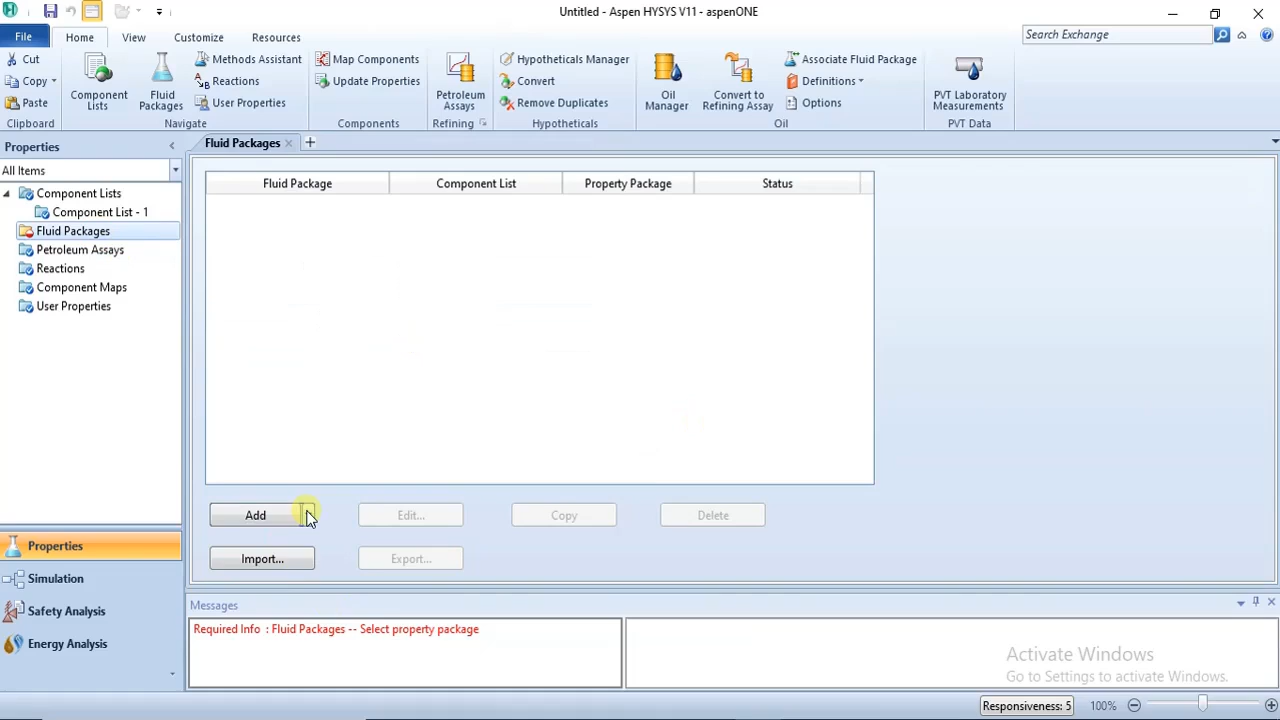 Untitled - Aspen HYSYS V11 - aspenONE
File
Home
View
Customize
Resources
Search Exchange
Cut
Copy
Paste
Clipboard
Component Lists
Fluid Packages
Methods Assistant
Reactions
User Properties
Navigate
Map Components
Update Properties
Components
Petroleum Assays
Refining
Hypotheticals Manager
Convert
Remove Duplicates
Hypotheticals
Oil Manager
Convert to Refining Assay
Associate Fluid Package
Definitions
Options
Oil
PVT Laboratory Measurements
PVT Data
Properties
All Items
Component Lists
Component List - 1
Fluid Packages
Petroleum Assays
Reactions
Component Maps
User Properties
Properties
Simulation
Safety Analysis
Energy Analysis
Fluid Packages
Fluid Package
Component List
Property Package
Status
Add
Edit...
Copy
Delete
Import...
Export...
Messages
Required Info : Fluid Packages -- Select property package
Activate Windows
Go to Settings to activate Windows.
Responsiveness: 5
100%